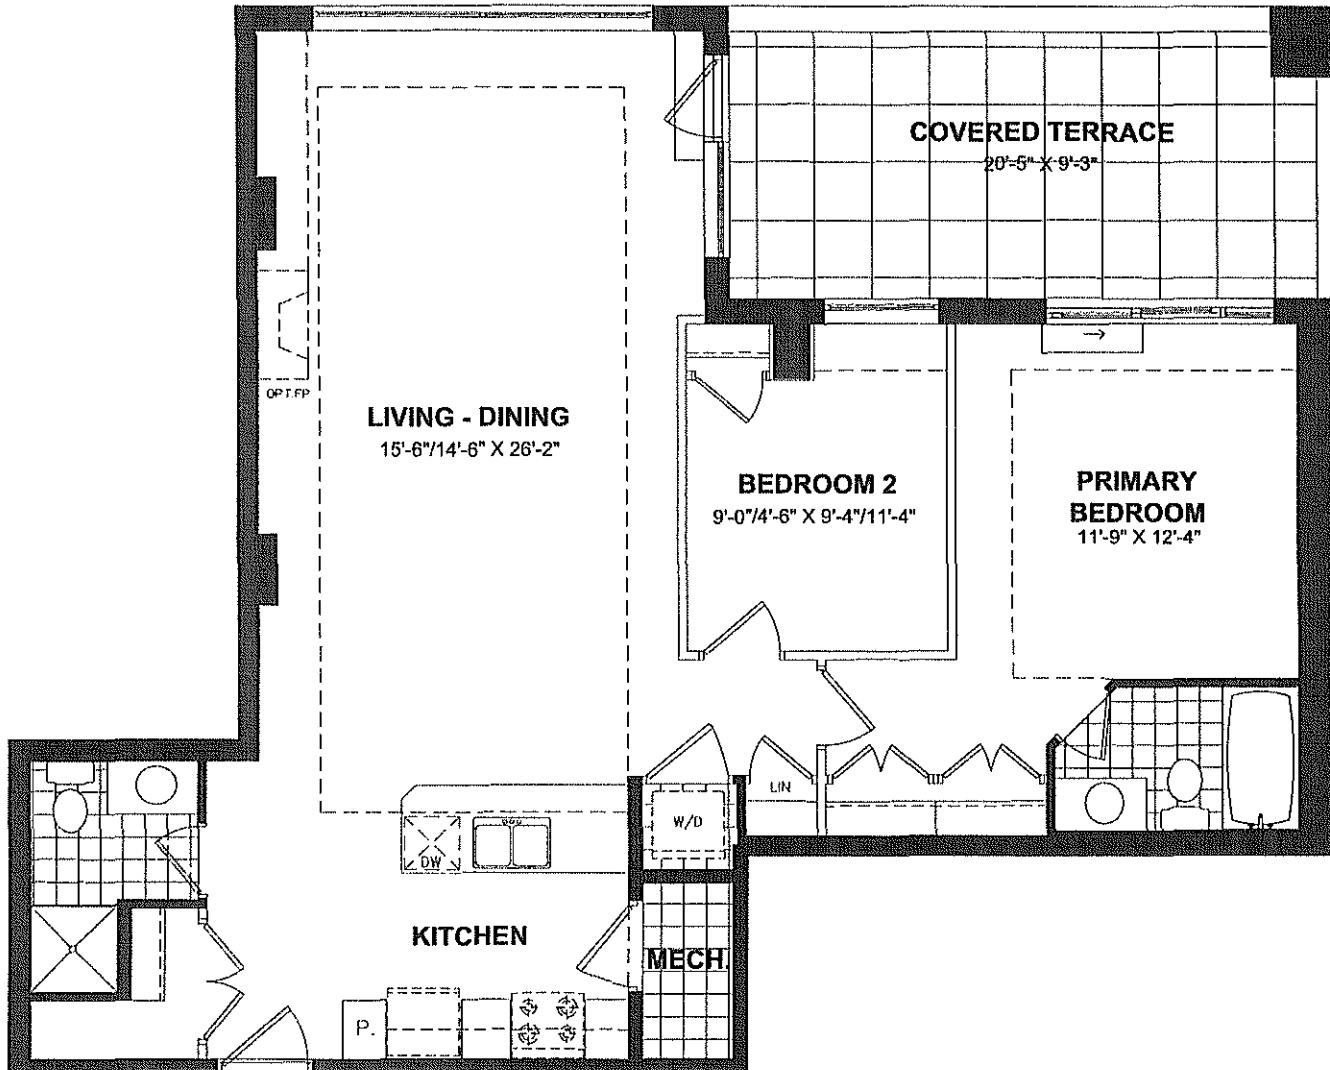 COVERED TERRACE
20'-5" X 9'-3"
OPT.FP
LIVING - DINING
15'-6"/14'-6" X 26'-2"
BEDROOM 2
9'-0"/4'-6" X 9'-4"/11'-4"
PRIMARY
BEDROOM
11'-9" X 12'-4"
LIN
W/D
DW
KITCHEN
MECH.
P.